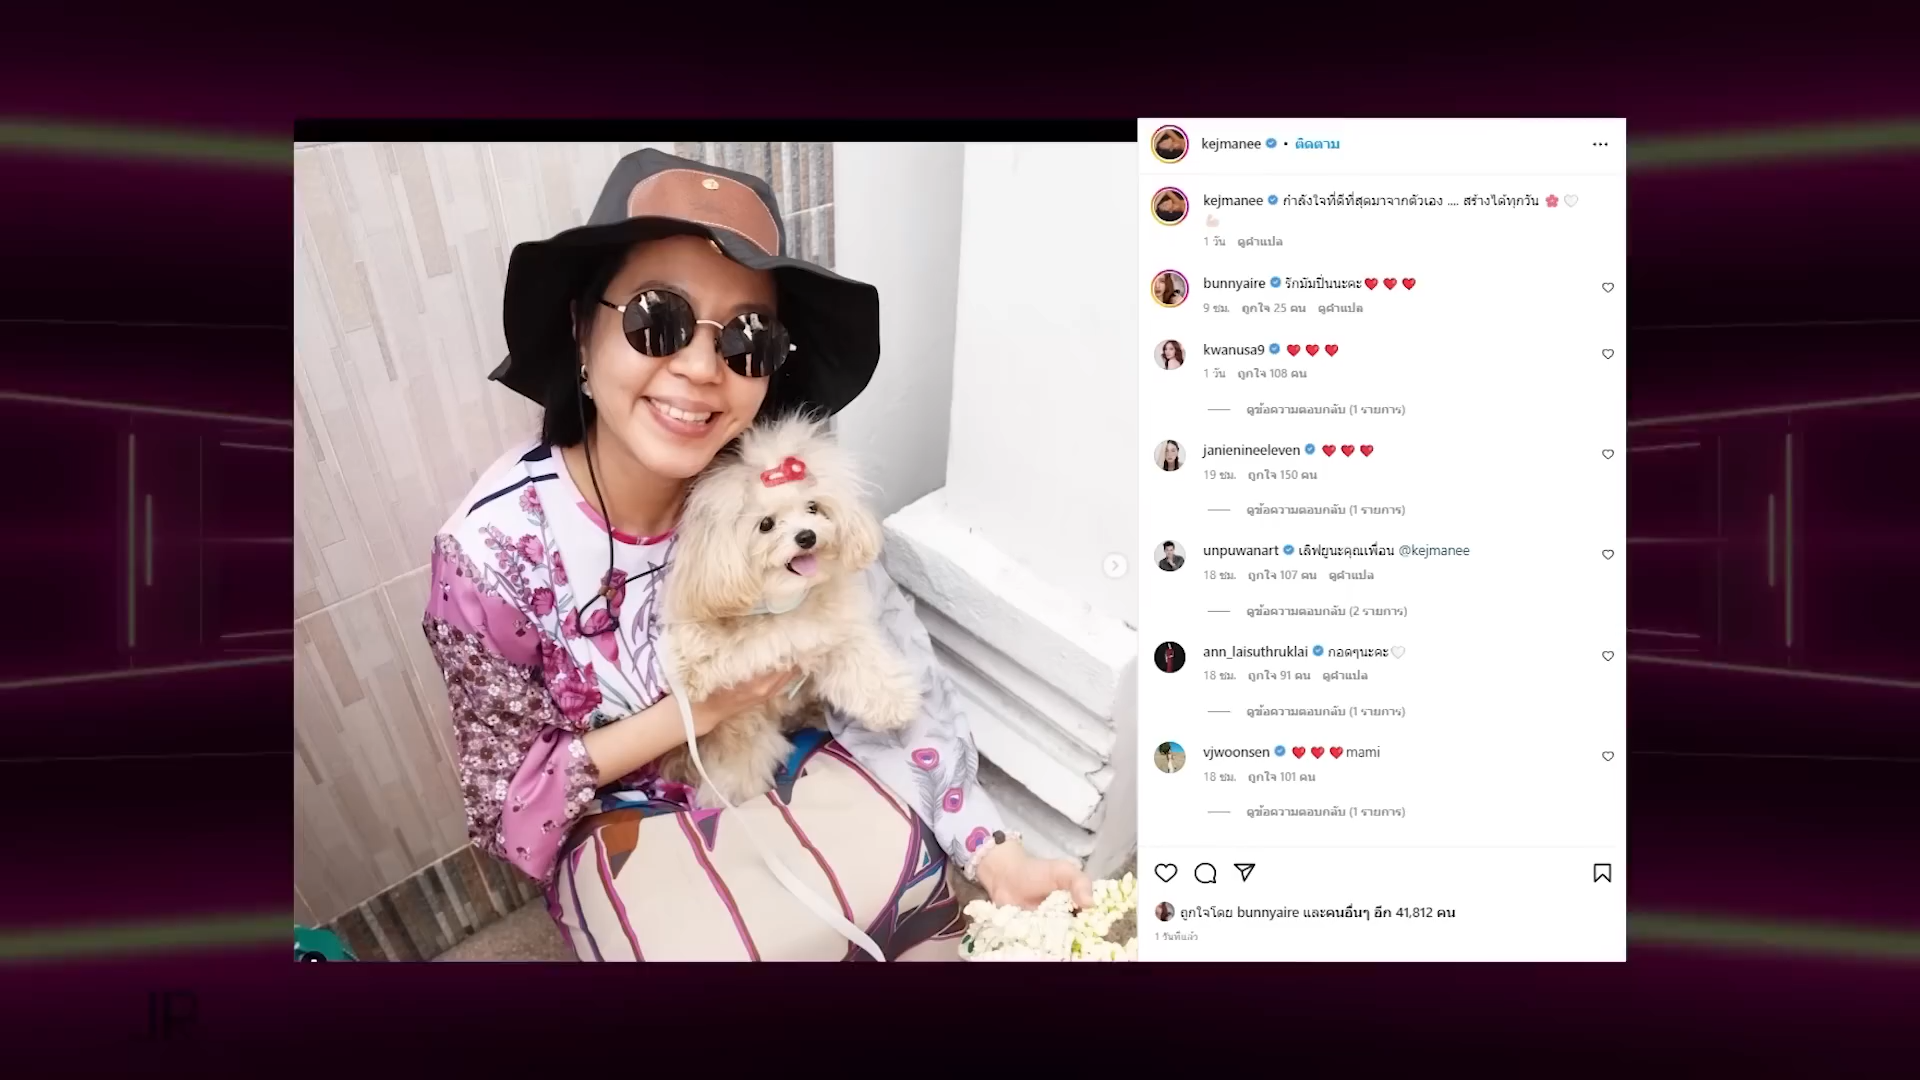 kejmanee • ติดตาม
kejmanee กำลังใจที่ดีที่สุดมาจากตัวเอง .... สร้างได้ทุกวัน 🌸🤍
💪🏻
1 วัน ดูคำแปล
bunnyaire รักมัมปิ่นนะคะ❤️❤️❤️
9 ชม. ถูกใจ 25 คน ดูคำแปล
kwanusa9 ❤️❤️❤️
1 วัน ถูกใจ 108 คน
ดูข้อความตอบกลับ (1 รายการ)
janienineeleven ❤️❤️❤️
19 ชม. ถูกใจ 150 คน
ดูข้อความตอบกลับ (1 รายการ)
unpuwanart เลิฟยูนะคุณเพื่อน @kejmanee
18 ชม. ถูกใจ 107 คน ดูคำแปล
ดูข้อความตอบกลับ (2 รายการ)
ann_laisuthruklai กอดๆนะคะ🤍
18 ชม. ถูกใจ 91 คน ดูคำแปล
ดูข้อความตอบกลับ (1 รายการ)
vjwoonsen ❤️❤️❤️mami
18 ชม. ถูกใจ 101 คน
ดูข้อความตอบกลับ (1 รายการ)
ถูกใจโดย bunnyaire และคนอื่นๆ อีก 41,812 คน
1 วันที่แล้ว